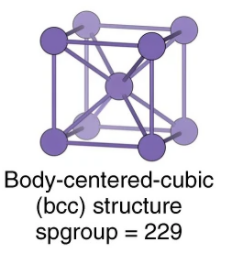 Body-centered-cubic
(bcc) structure
spgroup = 229